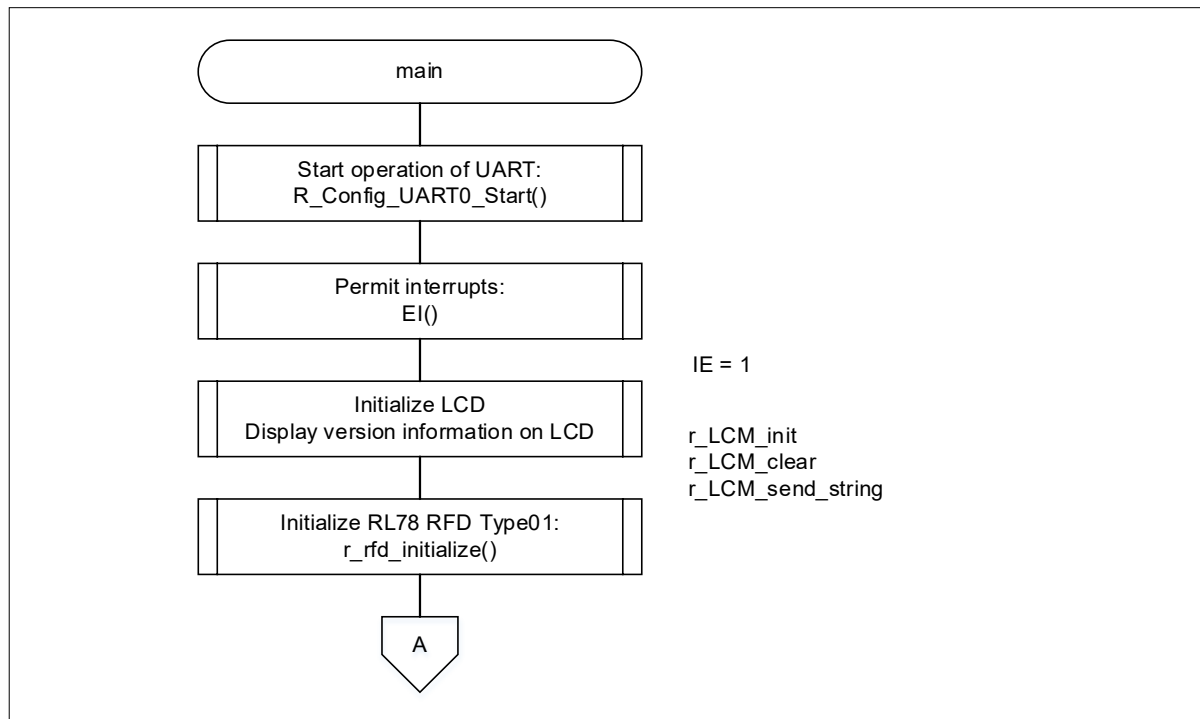 main
Start operation of UART:
R_Config_UART0_Start()
Permit interrupts:
EI()
IE = 1
Initialize LCD
Display version information on LCD
r_LCM_init
r_LCM_clear
r_LCM_send_string
Initialize RL78 RFD Type01:
r_rfd_initialize()
A